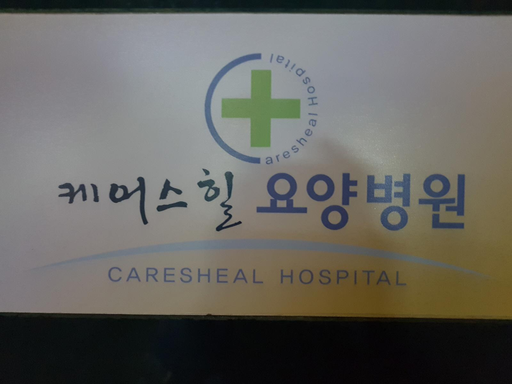 Caresheal Hospital
케어스힐 요양병원
CARESHEAL HOSPITAL